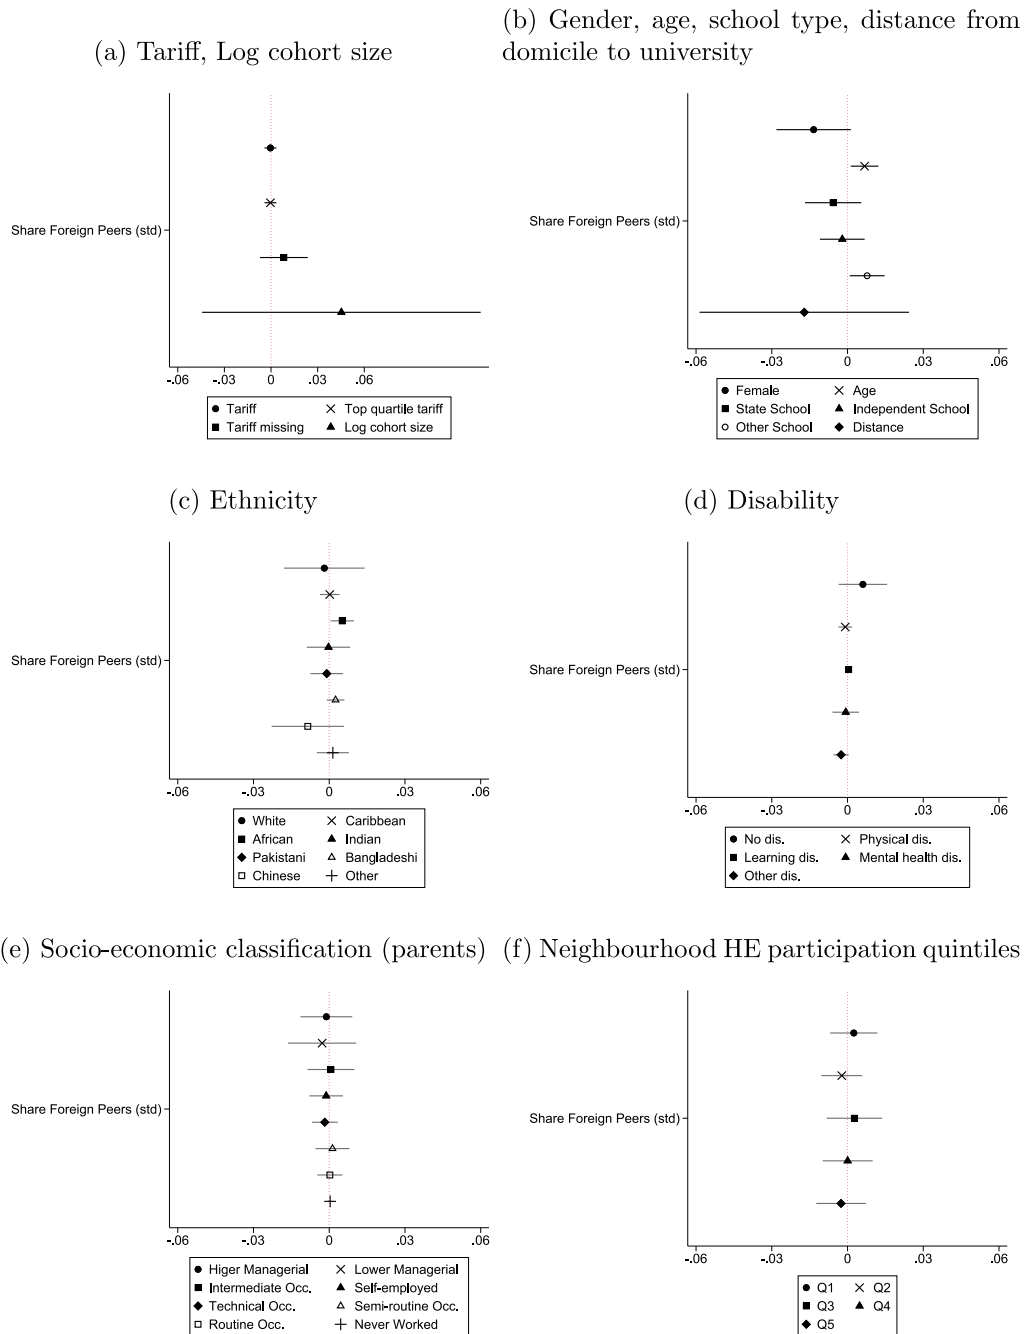 (a) Tariff, Log cohort size
Share Foreign Peers (std)
-.06 -.03 0 .03 .06
Tariff Top quartile tariff
Tariff missing Log cohort size
(b) Gender, age, school type, distance from
domicile to university
Share Foreign Peers (std)
-.06 -.03 0 .03 .06
Female Age
State School Independent School
Other School Distance
(c) Ethnicity
Share Foreign Peers (std)
-.06 -.03 0 .03 .06
White Caribbean
African Indian
Pakistani Bangladeshi
Chinese Other
(d) Disability
Share Foreign Peers (std)
-.06 -.03 0 .03 .06
No dis. Physical dis.
Learning dis. Mental health dis.
Other dis.
(e) Socio-economic classification (parents)
Share Foreign Peers (std)
-.06 -.03 0 .03 .06
Higer Managerial Lower Managerial
Intermediate Occ. Self-employed
Technical Occ. Semi-routine Occ.
Routine Occ. Never Worked
(f) Neighbourhood HE participation quintiles
Share Foreign Peers (std)
-.06 -.03 0 .03 .06
Q1 Q2
Q3 Q4
Q5